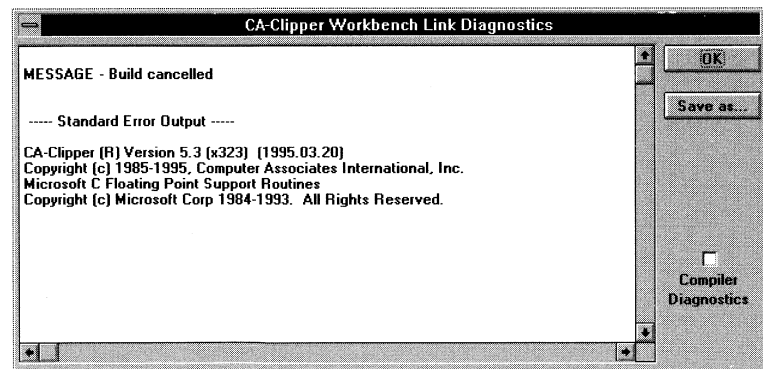 CA-Clipper Workbench Link Diagnostics
MESSAGE - Build cancelled
----- Standard Error Output -----
CA-Clipper (R) Version 5.3 (x323) (1995.03.20)
Copyright (c) 1985-1995, Computer Associates International, Inc.
Microsoft C Floating Point Support Routines
Copyright (c) Microsoft Corp 1984-1993.  All Rights Reserved.
OK
Save as...
Compiler
Diagnostics